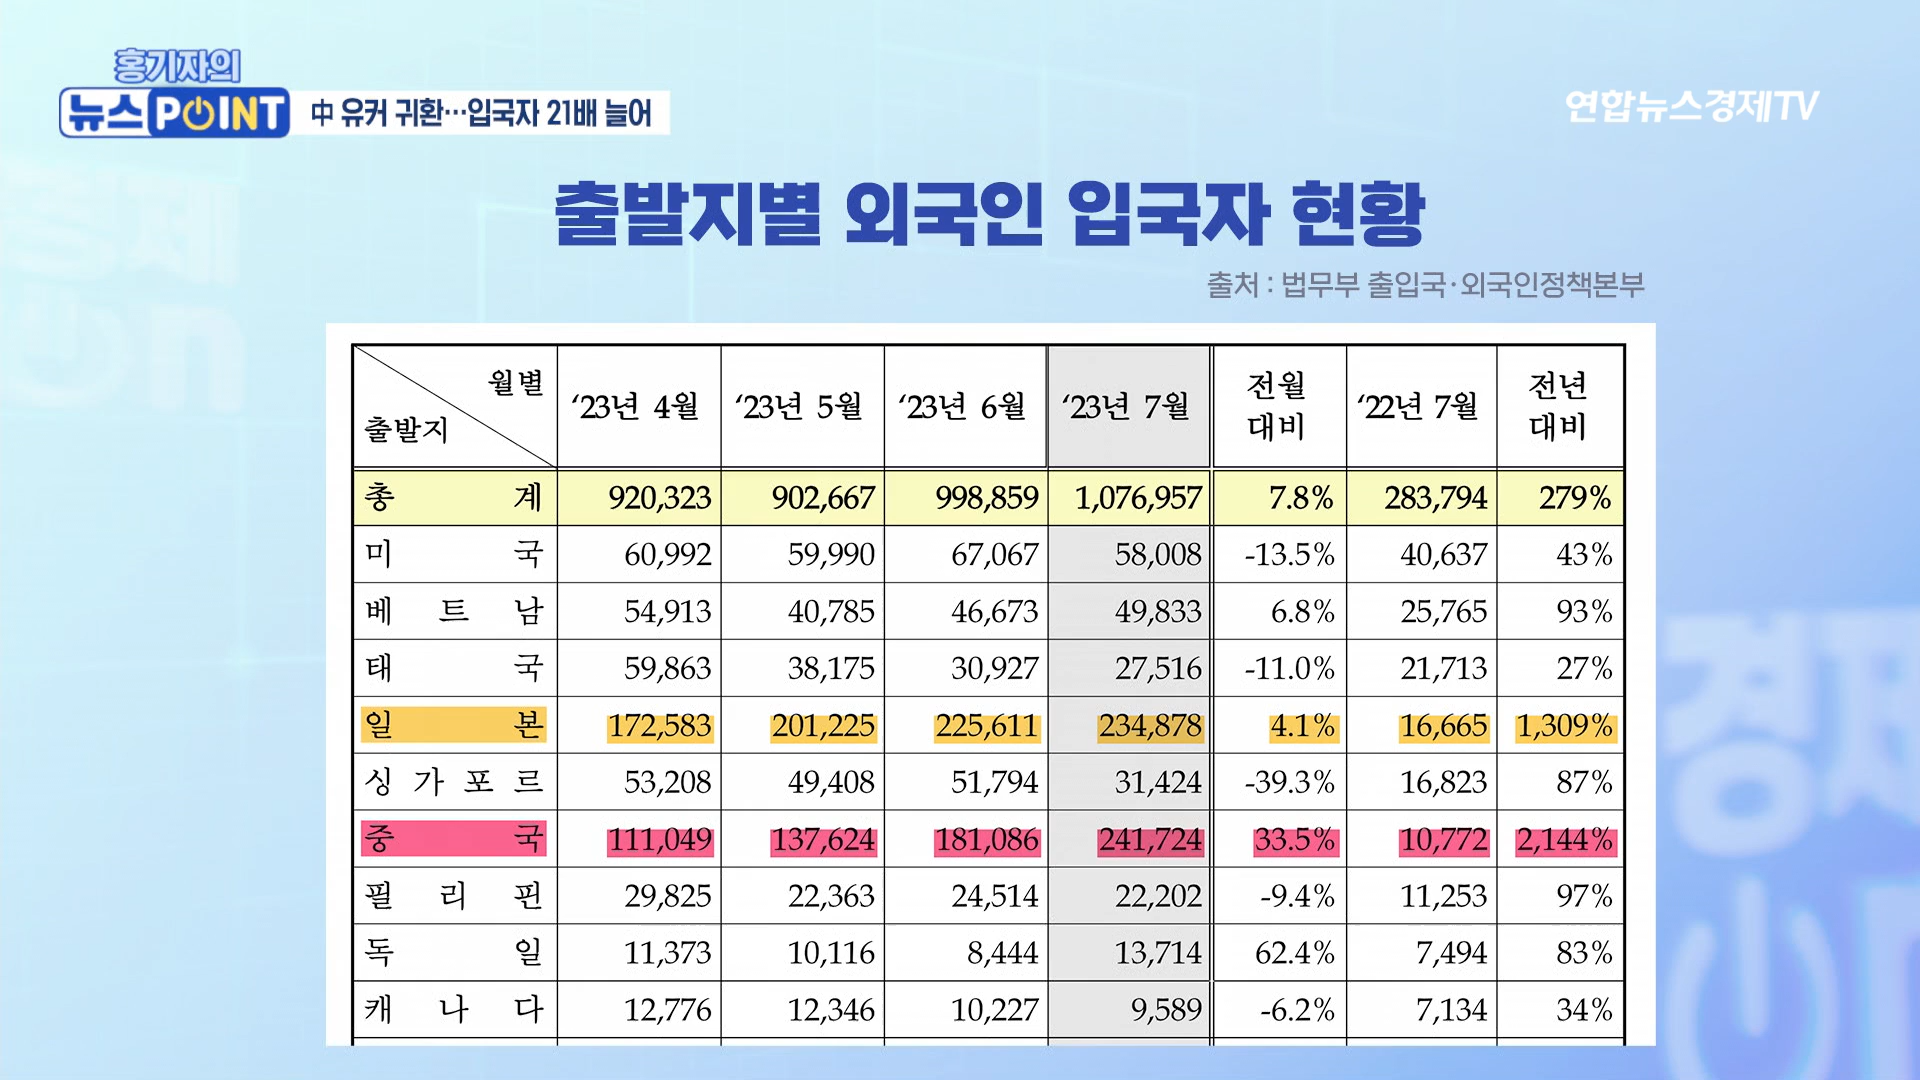 홍기자의
뉴스 POINT
中 유커 귀환…입국자 21배 늘어
연합뉴스경제TV
출발지별 외국인 입국자 현황
출처 : 법무부 출입국·외국인정책본부
월별 출발지 ‘23년 4월 ‘23년 5월 ‘23년 6월 ‘23년 7월 전월 대비 ‘22년 7월 전년 대비
총 계 920,323 902,667 998,859 1,076,957 7.8% 283,794 279%
미 국 60,992 59,990 67,067 58,008 -13.5% 40,637 43%
베 트 남 54,913 40,785 46,673 49,833 6.8% 25,765 93%
태 국 59,863 38,175 30,927 27,516 -11.0% 21,713 27%
일 본 172,583 201,225 225,611 234,878 4.1% 16,665 1,309%
싱 가 포 르 53,208 49,408 51,794 31,424 -39.3% 16,823 87%
중 국 111,049 137,624 181,086 241,724 33.5% 10,772 2,144%
필 리 핀 29,825 22,363 24,514 22,202 -9.4% 11,253 97%
독 일 11,373 10,116 8,444 13,714 62.4% 7,494 83%
캐 나 다 12,776 12,346 10,227 9,589 -6.2% 7,134 34%
경제
ON
경제